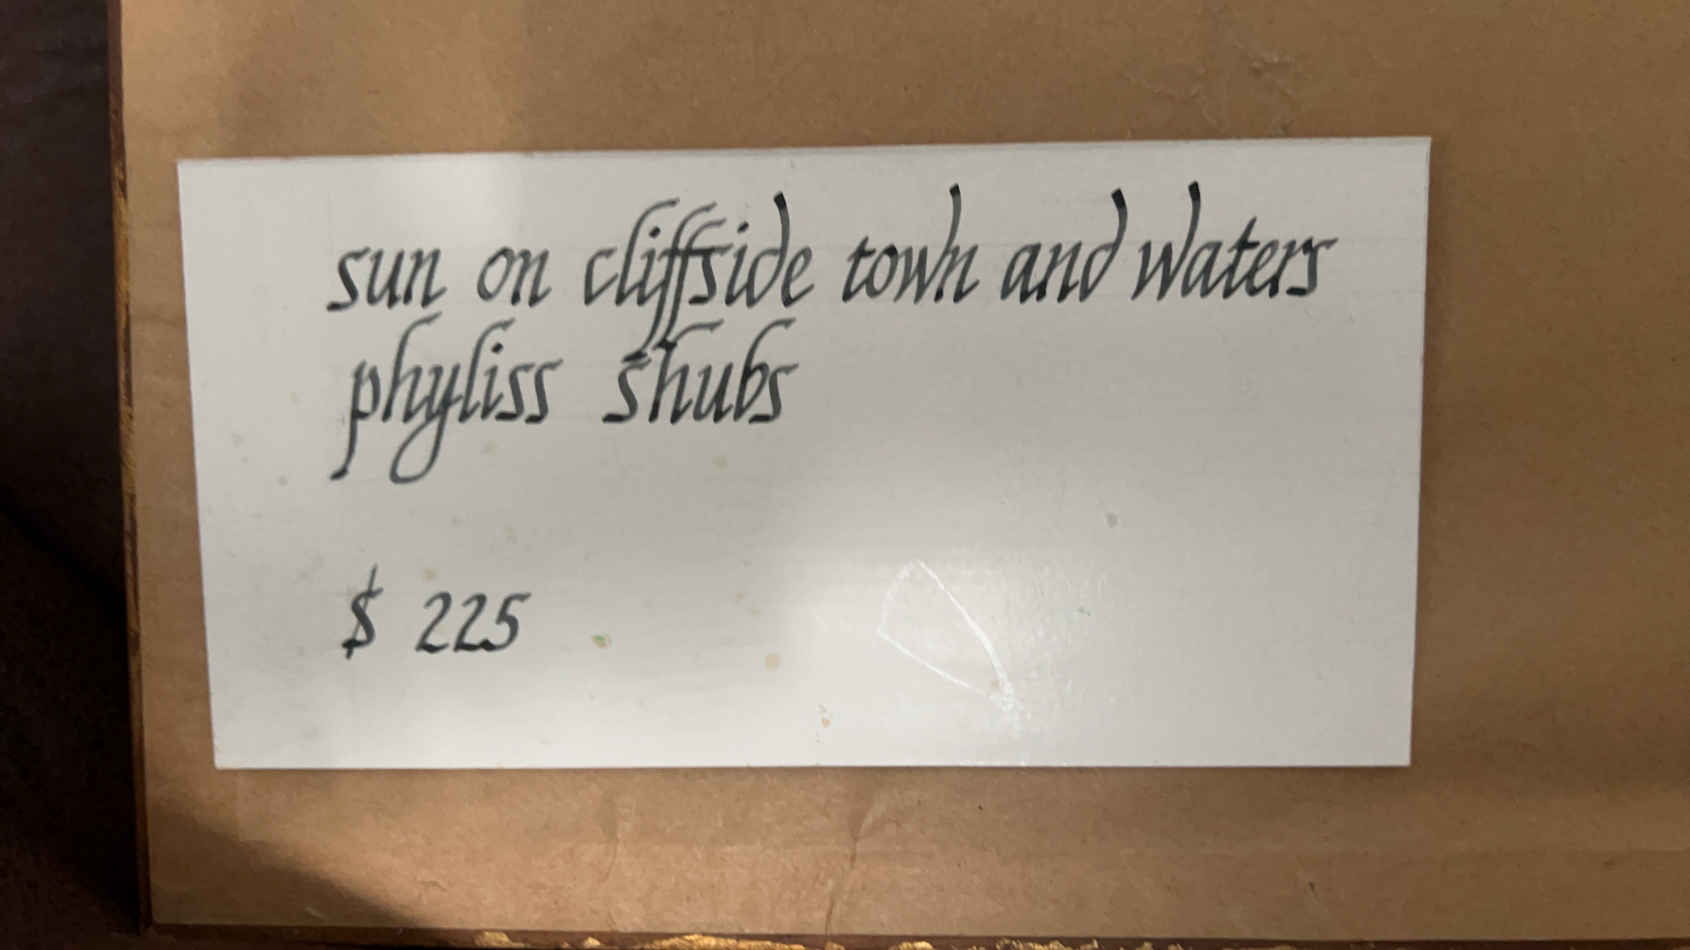 sun on cliffside town and waters
phyliss shubs
$ 225